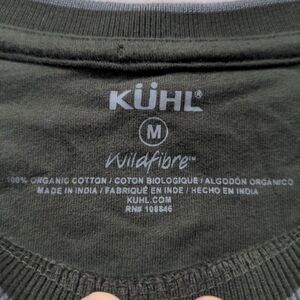 KÜHL®
M
Wildfibre™
100% ORGANIC COTTON / COTON BIOLOGIQUE / ALGODÓN ORGÁNICO
MADE IN INDIA / FABRIQUÉ EN INDE / HECHO EN INDIA
KUHL.COM
RN# 108846